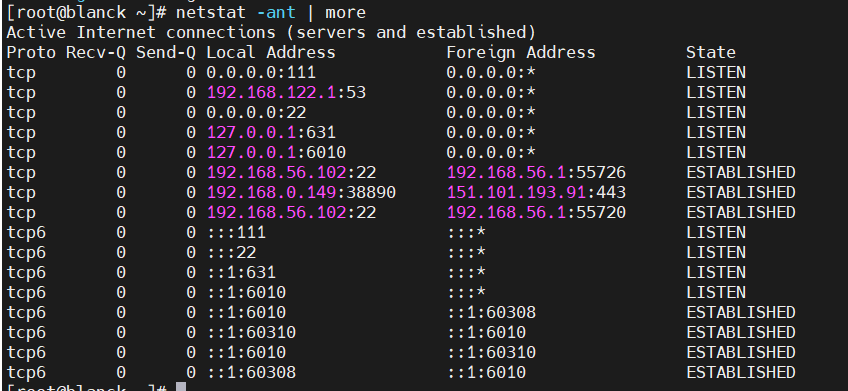 [root@blanck ~]# netstat -ant | more
Active Internet connections (servers and established)
Proto Recv-Q Send-Q Local Address           Foreign Address         State
tcp        0      0 0.0.0.0:111             0.0.0.0:*               LISTEN
tcp        0      0 192.168.122.1:53        0.0.0.0:*               LISTEN
tcp        0      0 0.0.0.0:22              0.0.0.0:*               LISTEN
tcp        0      0 127.0.0.1:631           0.0.0.0:*               LISTEN
tcp        0      0 127.0.0.1:6010          0.0.0.0:*               LISTEN
tcp        0      0 192.168.56.102:22       192.168.56.1:55726      ESTABLISHED
tcp        0      0 192.168.0.149:38890     151.101.193.91:443      ESTABLISHED
tcp        0      0 192.168.56.102:22       192.168.56.1:55720      ESTABLISHED
tcp6       0      0 :::111                  :::*                    LISTEN
tcp6       0      0 :::22                   :::*                    LISTEN
tcp6       0      0 ::1:631                 :::*                    LISTEN
tcp6       0      0 ::1:6010                :::*                    LISTEN
tcp6       0      0 ::1:6010                ::1:60308               ESTABLISHED
tcp6       0      0 ::1:60310               ::1:6010                ESTABLISHED
tcp6       0      0 ::1:6010                ::1:60310               ESTABLISHED
tcp6       0      0 ::1:60308               ::1:6010                ESTABLISHED
[root@blanck ~]#